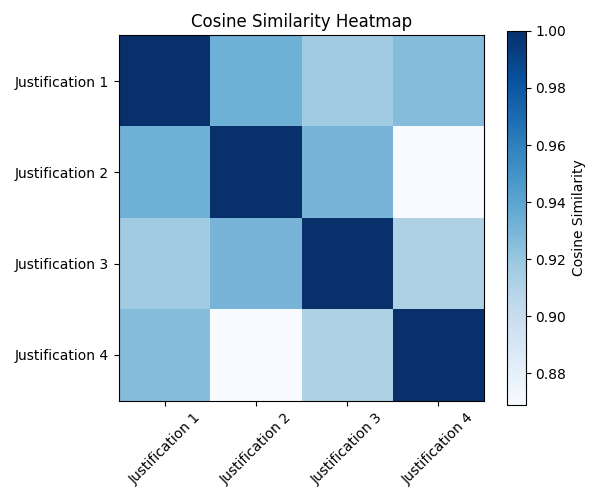 Cosine Similarity Heatmap
Justification 1
Justification 2
Justification 3
Justification 4
Justification 1
Justification 2
Justification 3
Justification 4
1.00
0.98
0.96
0.94
0.92
0.90
0.88
Cosine Similarity